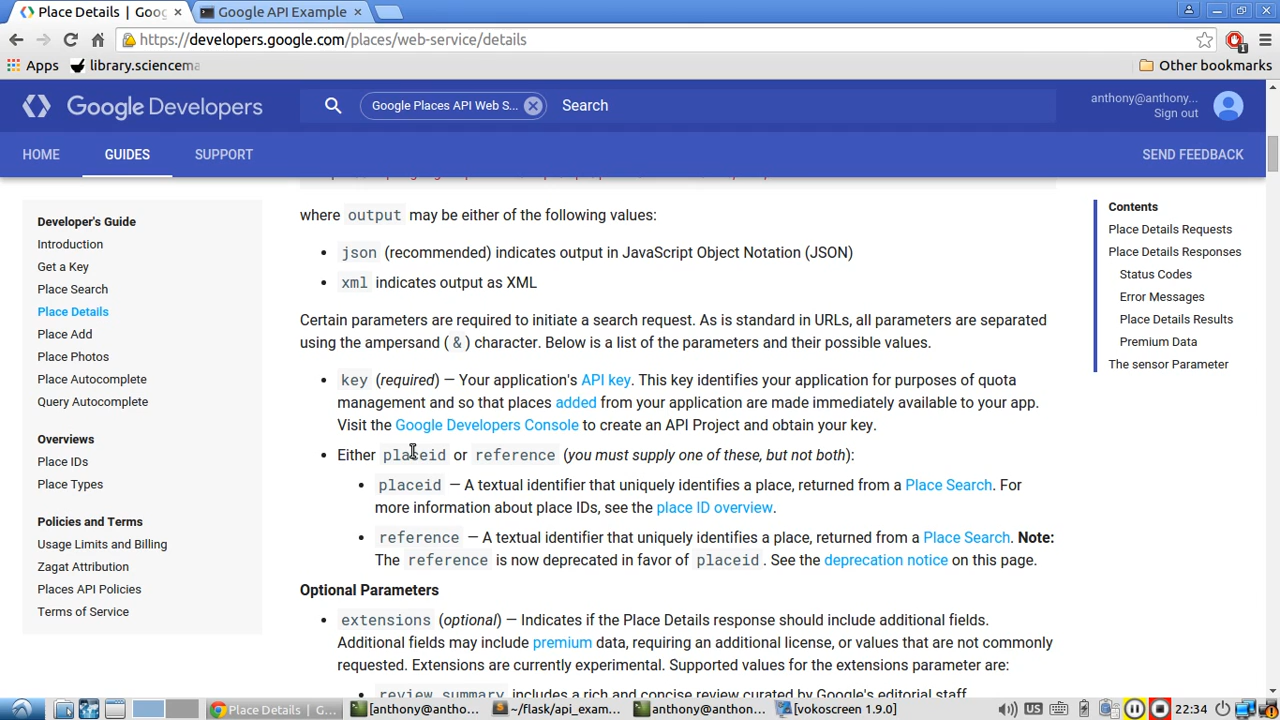 Place Details | Goog
Google API Example
https://developers.google.com/places/web-service/details
1
Apps
library.sciencema
Other bookmarks
Google Developers
Google Places API Web S...
Search
anthony@anthony...
Sign out
HOME
GUIDES
SUPPORT
SEND FEEDBACK
Developer's Guide
Introduction
Get a Key
Place Search
Place Details
Place Add
Place Photos
Place Autocomplete
Query Autocomplete
Overviews
Place IDs
Place Types
Policies and Terms
Usage Limits and Billing
Zagat Attribution
Places API Policies
Terms of Service
where output may be either of the following values:
• json (recommended) indicates output in JavaScript Object Notation (JSON)
• xml indicates output as XML
Certain parameters are required to initiate a search request. As is standard in URLs, all parameters are separated
using the ampersand ( & ) character. Below is a list of the parameters and their possible values.
• key (required) — Your application's API key. This key identifies your application for purposes of quota
management and so that places added from your application are made immediately available to your app.
Visit the Google Developers Console to create an API Project and obtain your key.
• Either placeid or reference (you must supply one of these, but not both):
• placeid — A textual identifier that uniquely identifies a place, returned from a Place Search. For
more information about place IDs, see the place ID overview.
• reference — A textual identifier that uniquely identifies a place, returned from a Place Search. Note:
The reference is now deprecated in favor of placeid . See the deprecation notice on this page.
Optional Parameters
• extensions (optional) — Indicates if the Place Details response should include additional fields.
Additional fields may include premium data, requiring an additional license, or values that are not commonly
requested. Extensions are currently experimental. Supported values for the extensions parameter are:
• review_summary includes a rich and concise review curated by Google's editorial staff.
Contents
Place Details Requests
Place Details Responses
Status Codes
Error Messages
Place Details Results
Premium Data
The sensor Parameter
Place Details | G...
[anthony@anthony...
~/flask/api_exam...
anthony@anthony...
[vokoscreen 1.9.0]
US
22:34